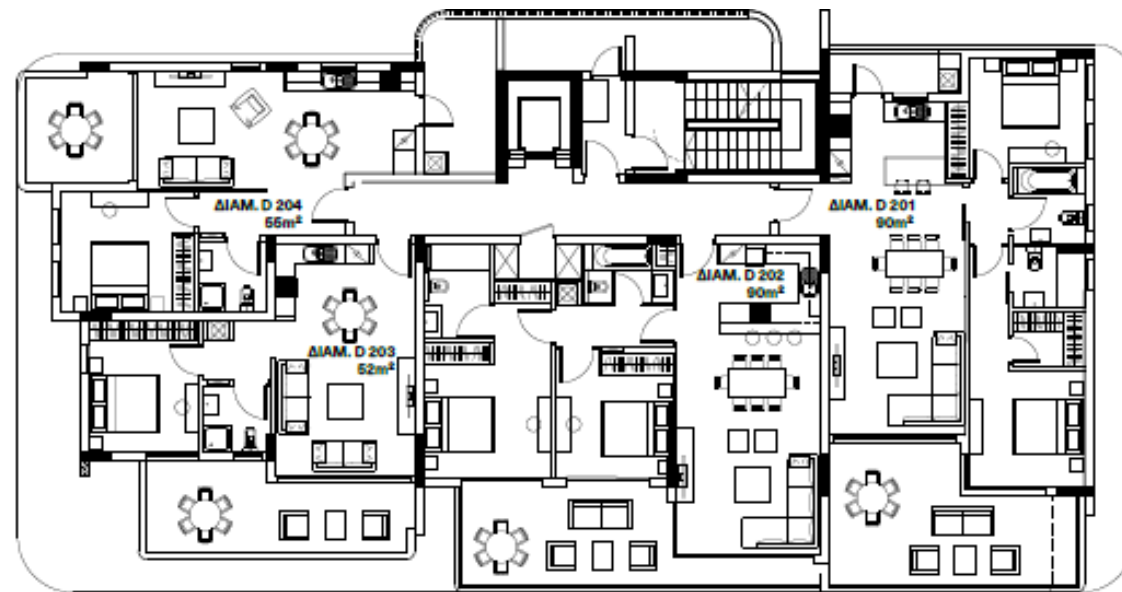 ΔΙΑΜ. D 204
55m²
ΔΙΑΜ. D 201
90m²
ΔΙΑΜ. D 202
90m²
ΔΙΑΜ. D 203
52m²